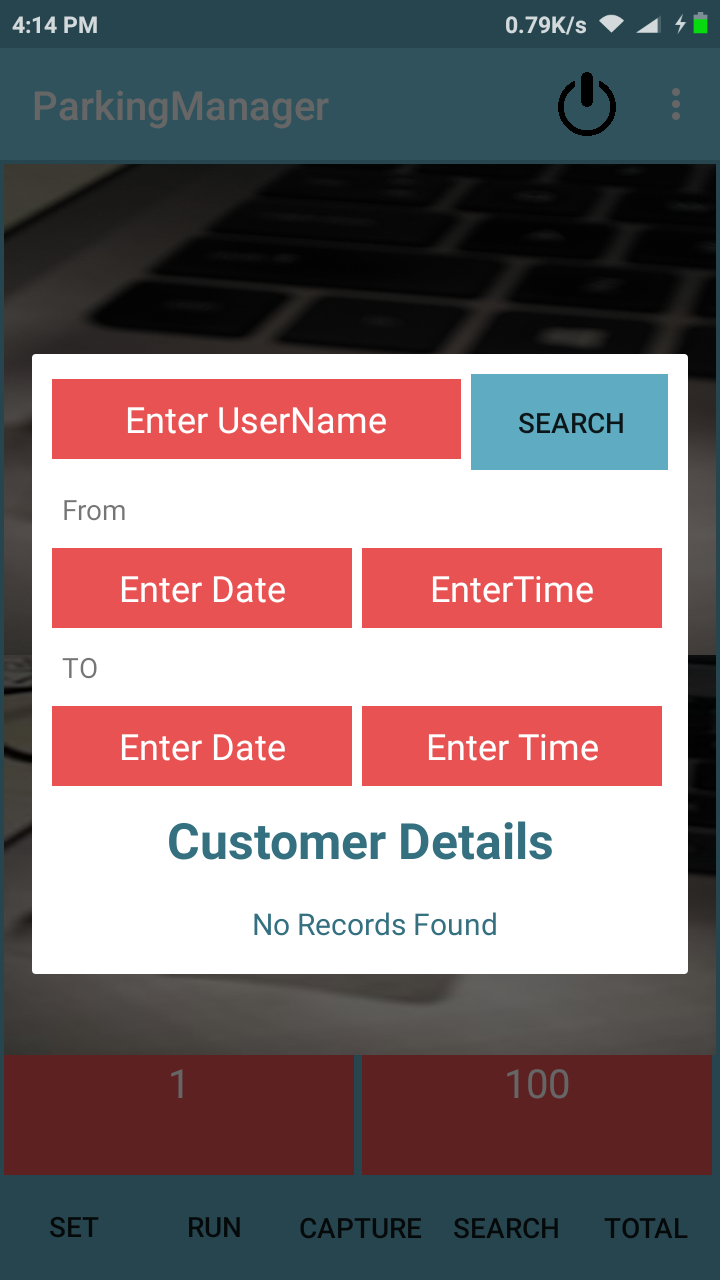 4:14 PM 0.79K/s
ParkingManager
Enter UserName SEARCH
From
Enter Date EnterTime
TO
Enter Date Enter Time
Customer Details
No Records Found
1 100
SET RUN CAPTURE SEARCH TOTAL